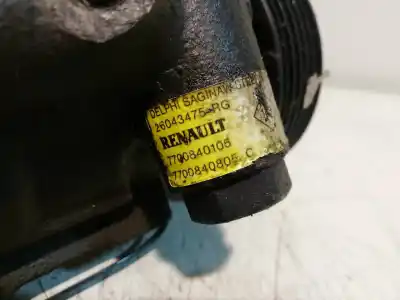 DELPHI SAGINAW
26043475-RG
RENAULT
7700840105
7700840805-C